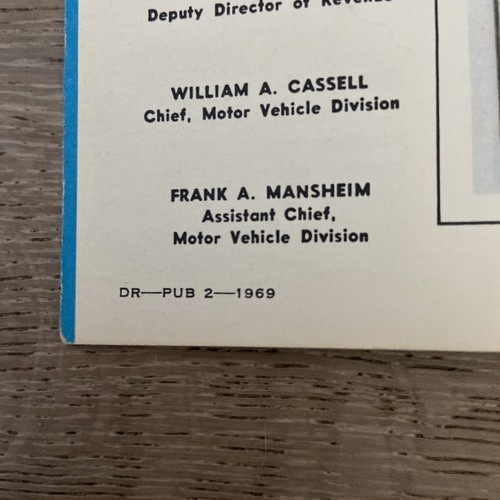 Deputy Director of Revenue
WILLIAM A. CASSELL
Chief, Motor Vehicle Division
FRANK A. MANSHEIM
Assistant Chief,
Motor Vehicle Division
DR—PUB 2—1969